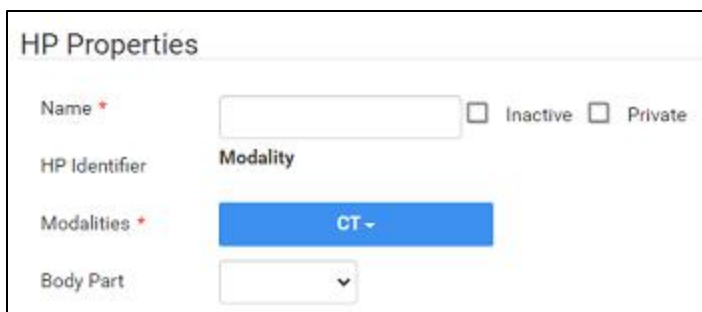 HP Properties
Name * Inactive Private
HP Identifier Modality
Modalities * CT
Body Part